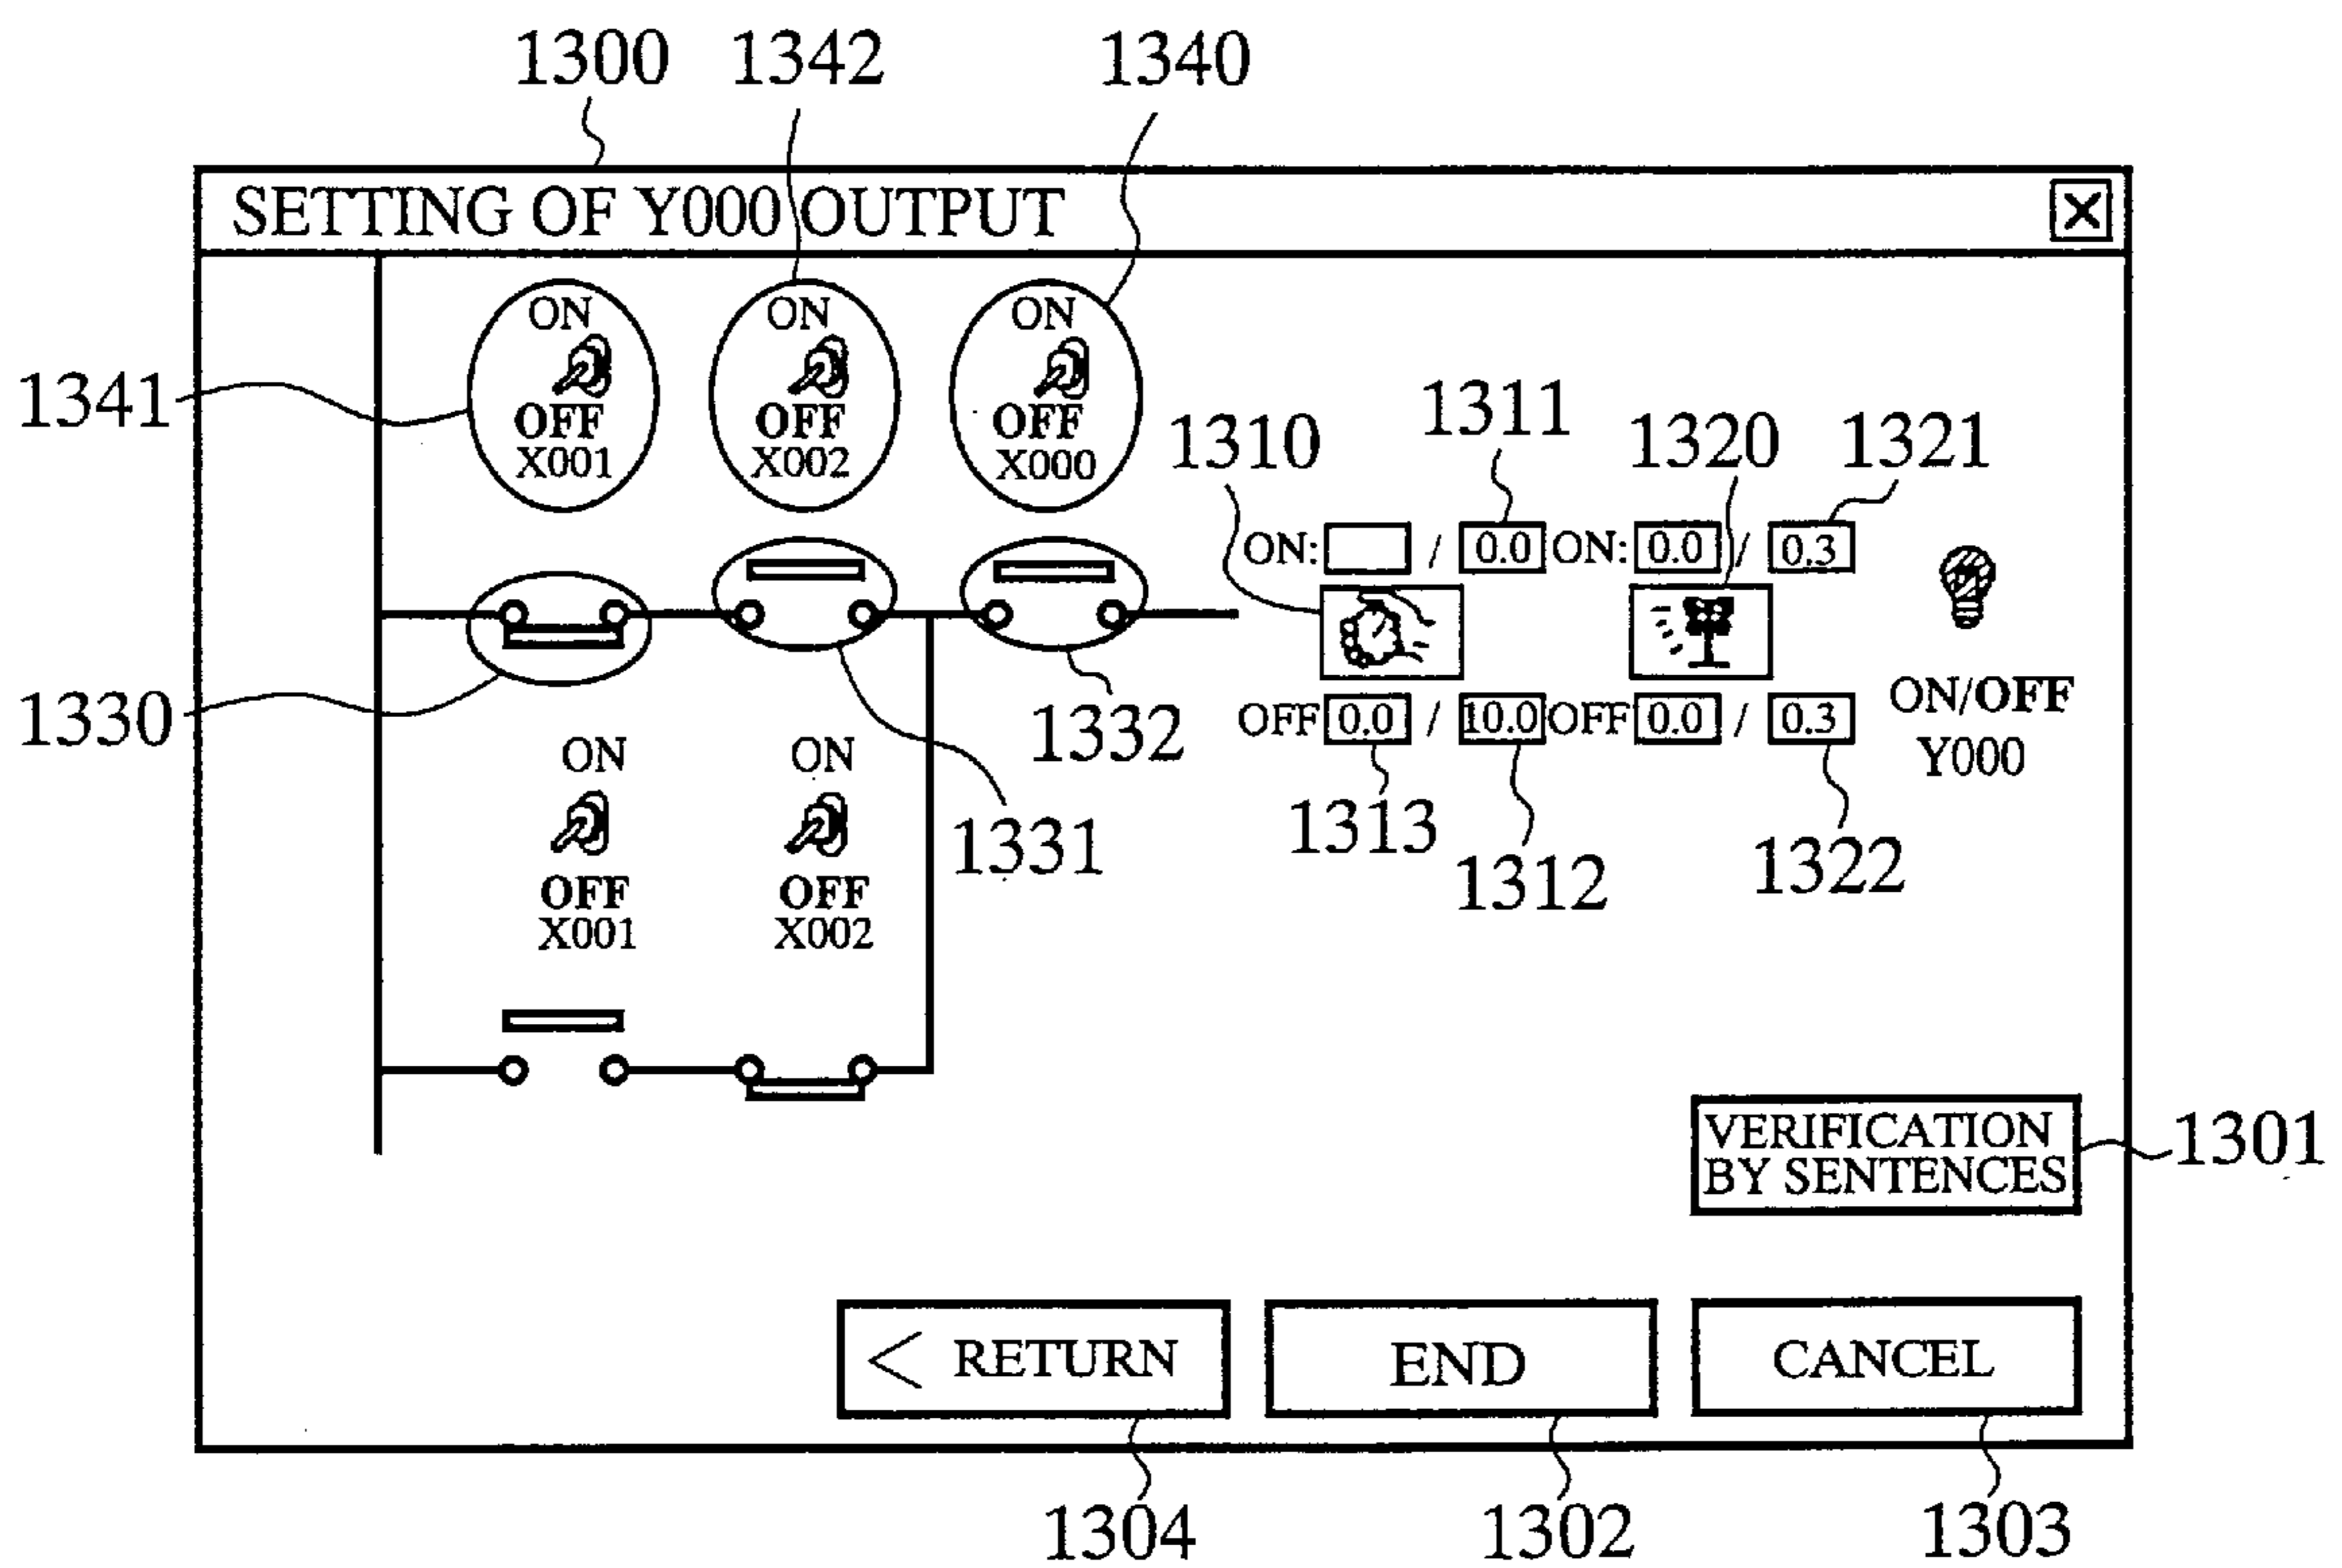 1300 1342 1340
SETTING OF Y000 OUTPUT
ON ON ON
1341
OFF OFF OFF
X001 X002 X000
1310 1311 1320 1321
ON: / 0.0 ON: 0.0 / 0.3
1330
1332
OFF 0.0 / 10.0 OFF 0.0 / 0.3
ON/OFF
Y000
ON ON
1331
1313 1312 1322
OFF OFF
X001 X002
VERIFICATION
BY SENTENCES
1301
< RETURN END CANCEL
1304 1302 1303